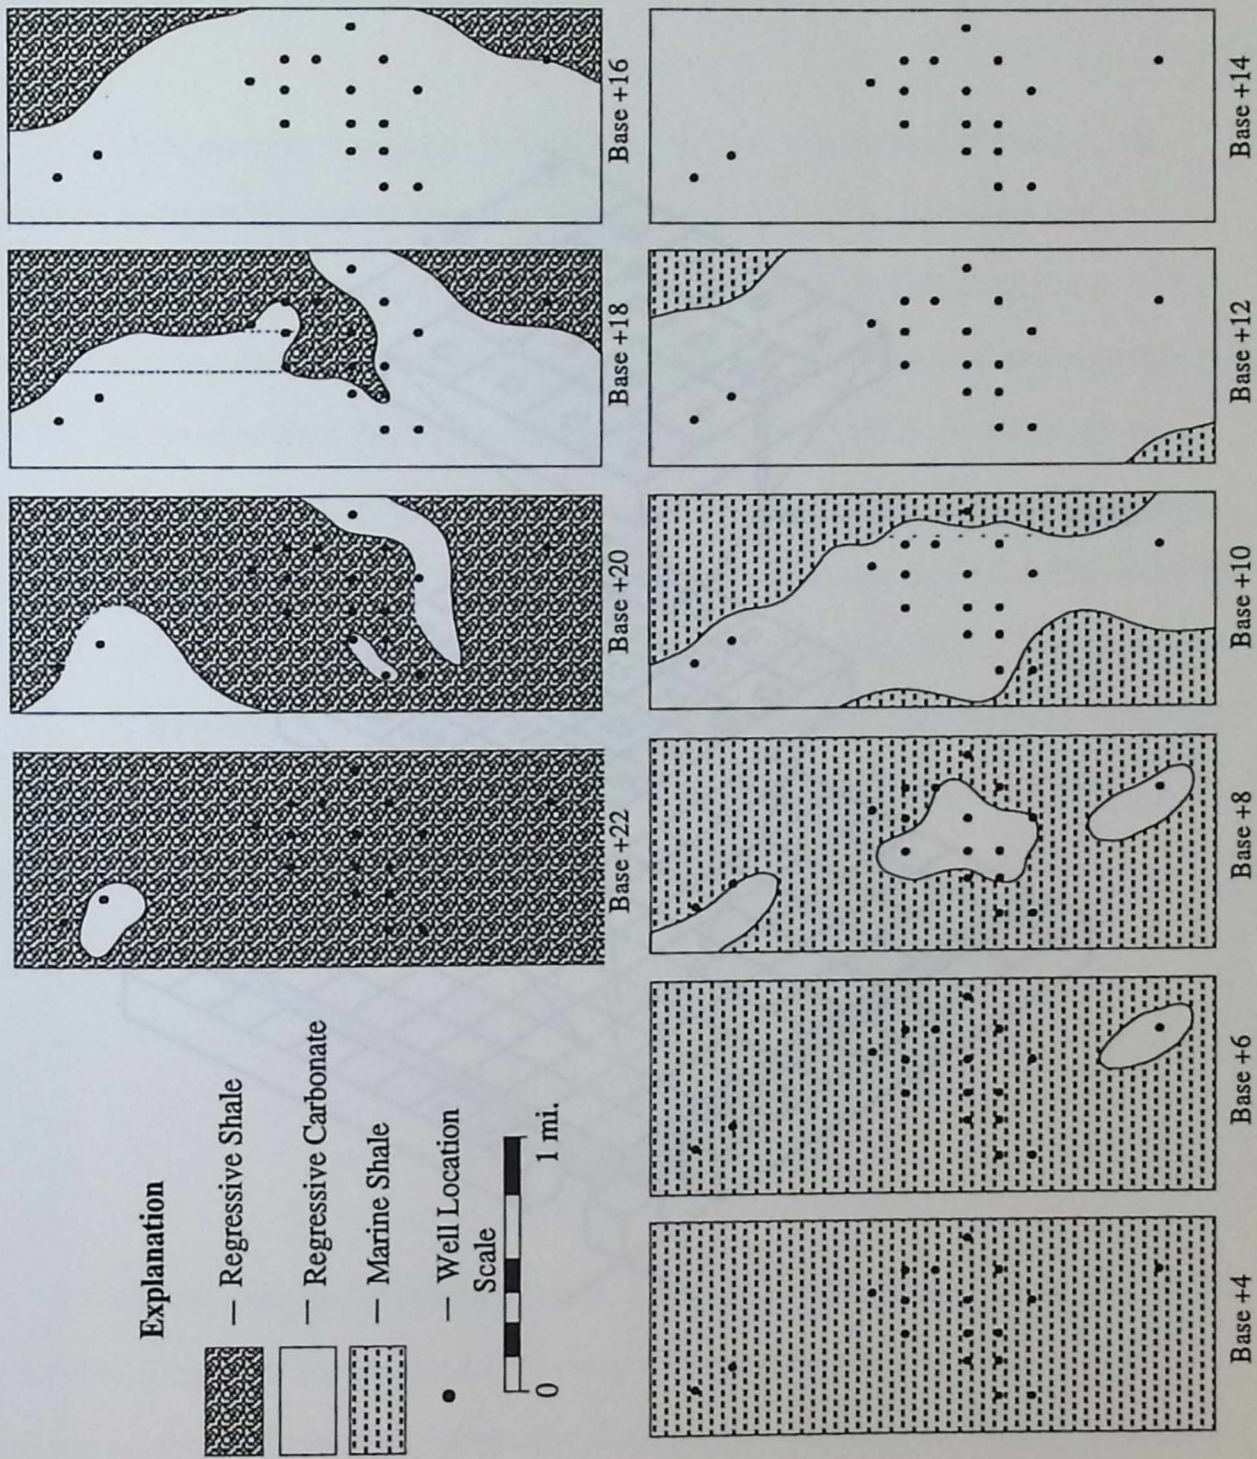 Base +4
Base +6
Base +8
Base +10
Base +12
Base +14
Explanation
— Regressive Shale
— Regressive Carbonate
— Marine Shale
— Well Location
Scale
0 1 mi.
Base +22
Base +20
Base +18
Base +16